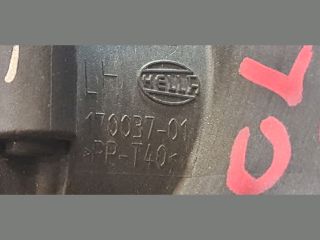 LH HELLA
170037-01
>PP-T40<
CL